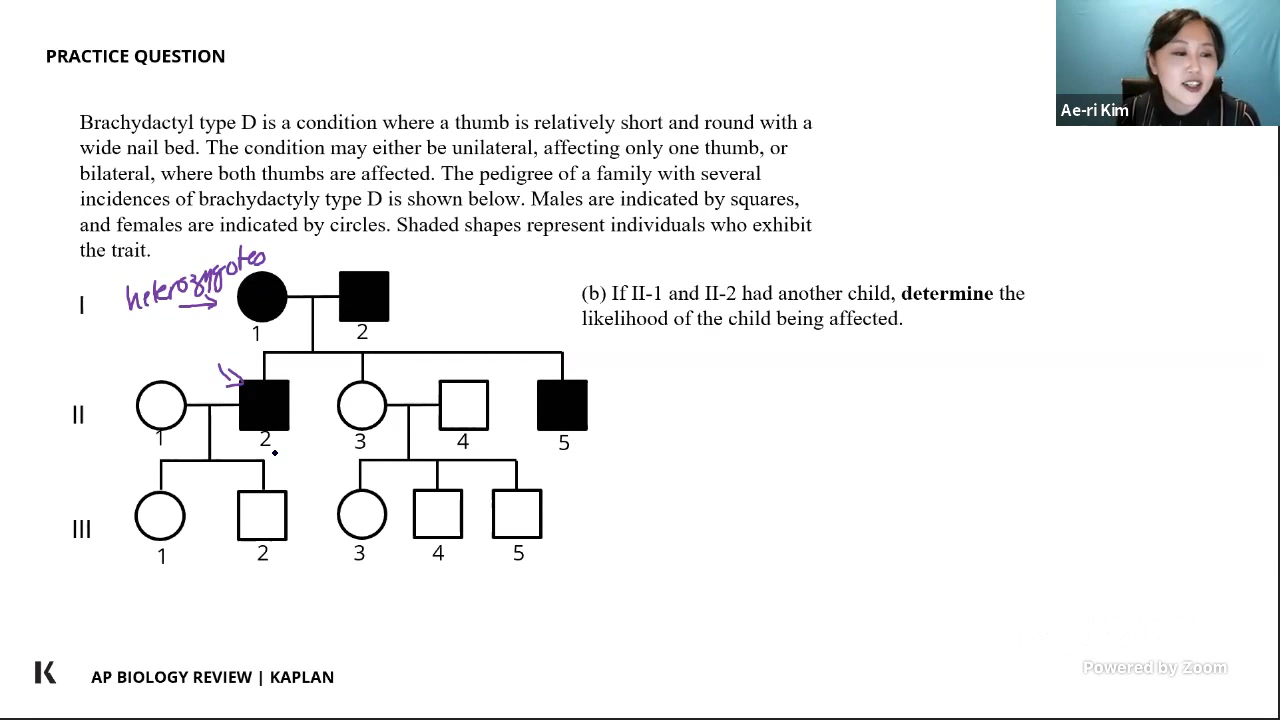 PRACTICE QUESTION
Ae-ri Kim
Brachydactyl type D is a condition where a thumb is relatively short and round with a
wide nail bed. The condition may either be unilateral, affecting only one thumb, or
bilateral, where both thumbs are affected. The pedigree of a family with several
incidences of brachydactyly type D is shown below. Males are indicated by squares,
and females are indicated by circles. Shaded shapes represent individuals who exhibit
the trait.
heterozygotes
I
1 2
(b) If II-1 and II-2 had another child, determine the
likelihood of the child being affected.
II
1 2 3 4 5
III
1 2 3 4 5
K AP BIOLOGY REVIEW | KAPLAN
Powered by Zoom